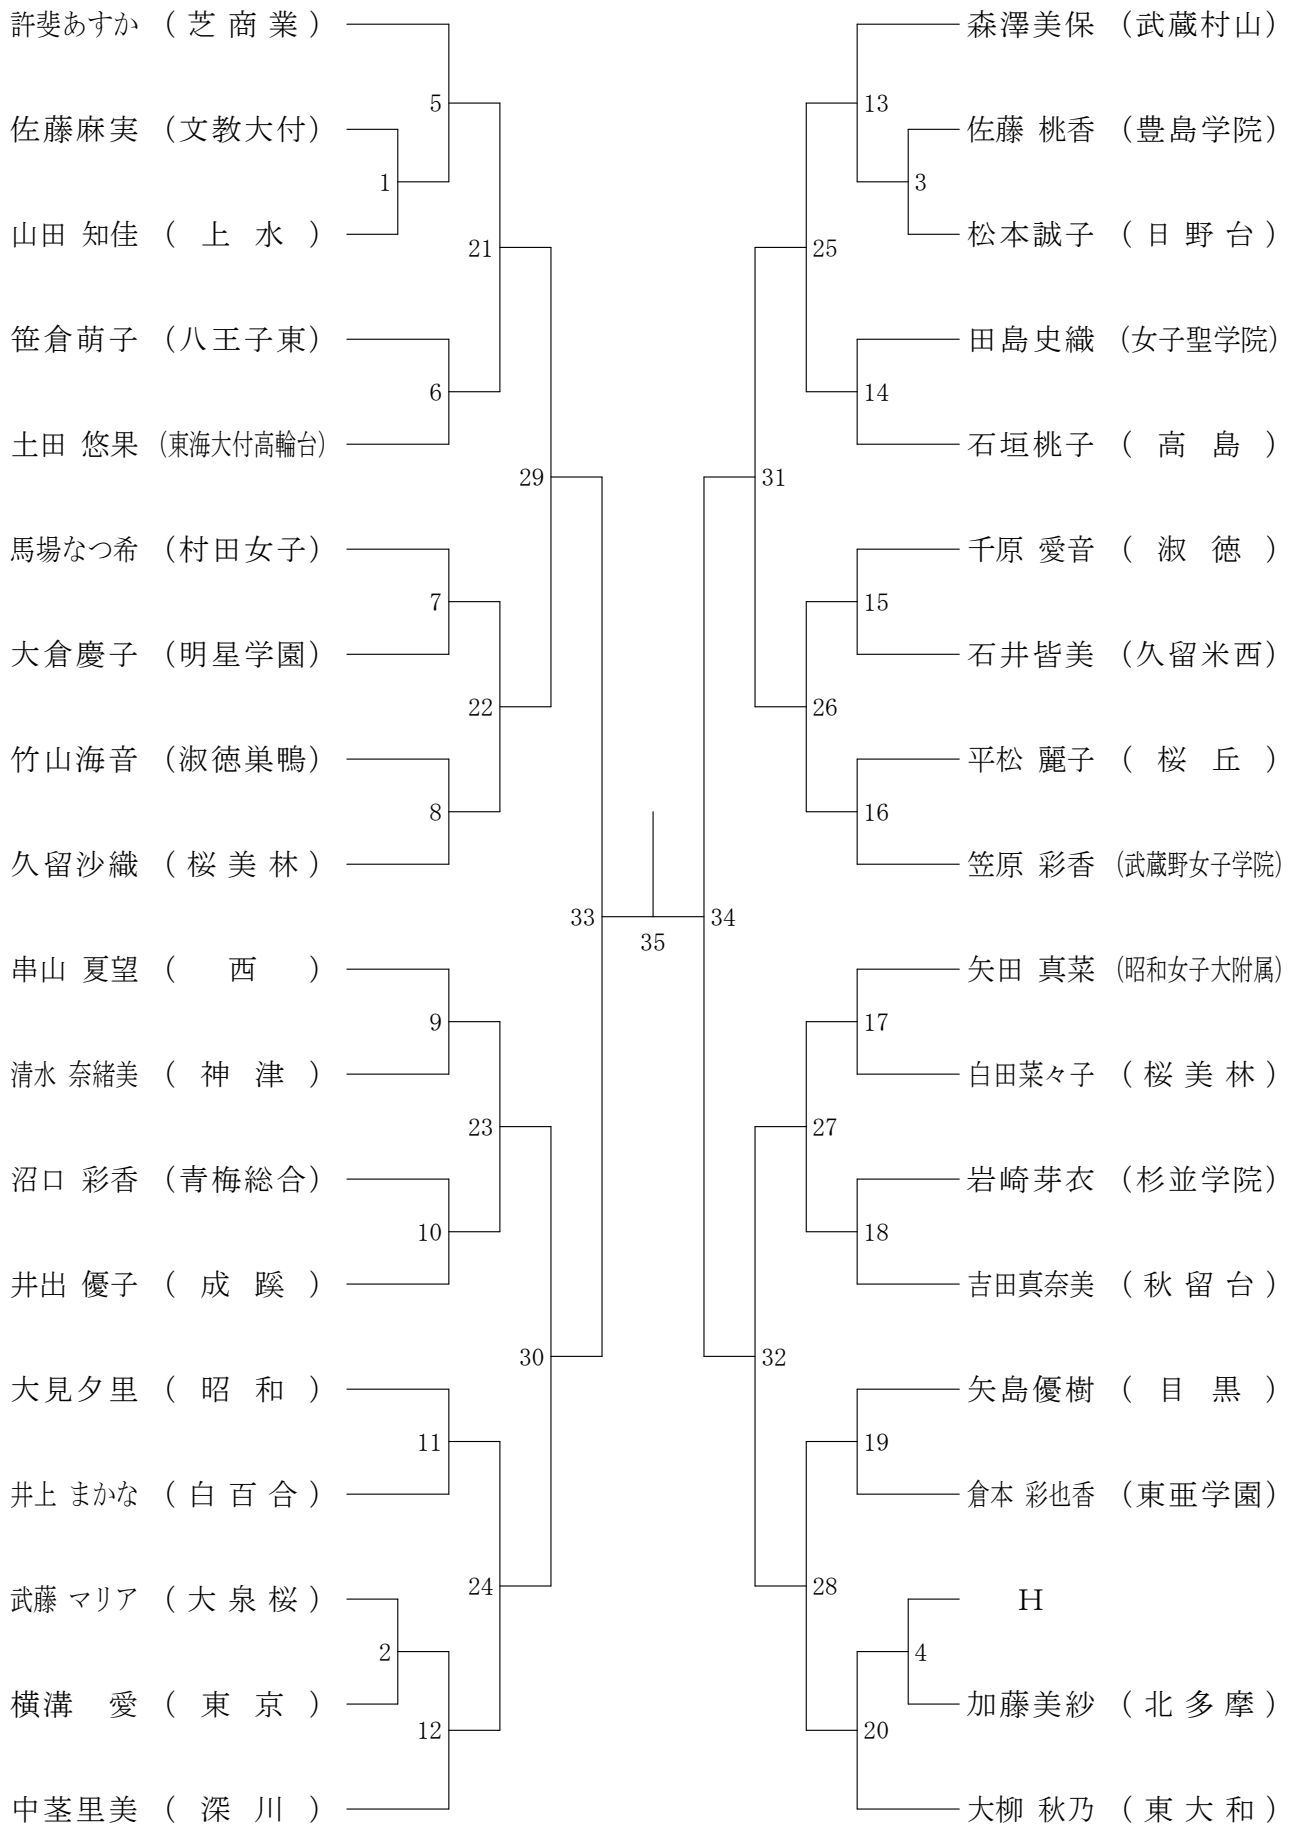 許斐あすか （芝商業）
5
佐藤麻実 （文教大付）
1
山田 知佳 （上水）
21
笹倉萌子 （八王子東）
6
土田 悠果 （東海大付高輪台）
29
馬場なつ希 （村田女子）
7
大倉慶子 （明星学園）
22
竹山海音 （淑徳巣鴨）
8
久留沙織 （桜美林）
33
串山 夏望 （西）
9
清水 奈緒美 （神津）
23
沼口 彩香 （青梅総合）
10
井出 優子 （成蹊）
30
大見夕里 （昭和）
11
井上 まかな （白百合）
24
武藤 マリア （大泉桜）
2
横溝 愛 （東京）
12
中茎里美 （深川）
35
森澤美保 （武蔵村山）
13
佐藤 桃香 （豊島学院）
3
松本誠子 （日野台）
25
田島史織 （女子聖学院）
14
石垣桃子 （高島）
31
千原 愛音 （淑徳）
15
石井皆美 （久留米西）
26
平松 麗子 （桜丘）
16
笠原 彩香 （武蔵野女子学院）
34
矢田 真菜 （昭和女子大附属）
17
白田菜々子 （桜美林）
27
岩崎芽衣 （杉並学院）
18
吉田真奈美 （秋留台）
32
矢島優樹 （目黒）
19
倉本 彩也香 （東亜学園）
28
H
4
加藤美紗 （北多摩）
20
大柳 秋乃 （東大和）